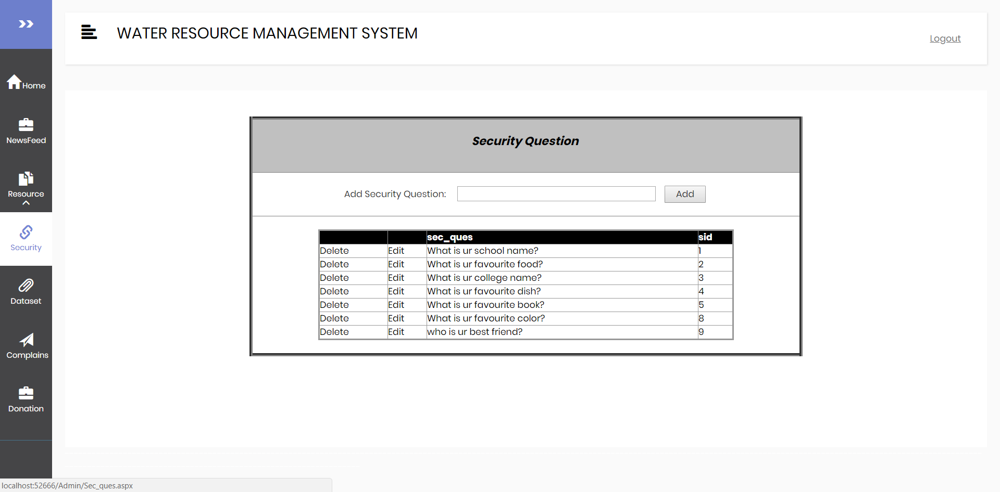 WATER RESOURCE MANAGEMENT SYSTEM
Logout
Home
NewsFeed
Resource
Security
Dataset
Complains
Donation
Security Question
Add Security Question: Add
sec_ques sid
Delete Edit What is ur school name? 1
Delete Edit What is ur favourite food? 2
Delete Edit What is ur college name? 3
Delete Edit What is ur favourite dish? 4
Delete Edit What is ur favourite book? 5
Delete Edit What is ur favourite color? 8
Delete Edit who is ur best friend? 9
localhost:52666/Admin/Sec_ques.aspx